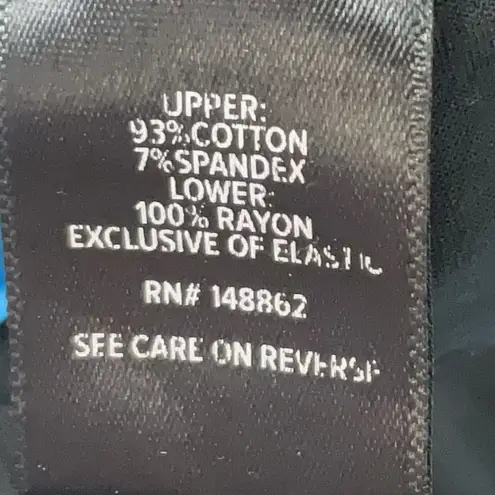 UPPER:
93%COTTON
7%SPANDEX
LOWER:
100% RAYON
EXCLUSIVE OF ELASTIC
RN# 148862
SEE CARE ON REVERSE